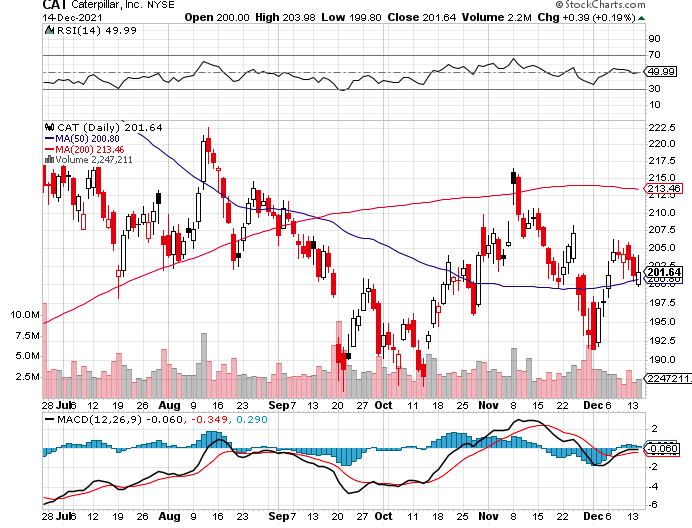 CAT Caterpillar, Inc. NYSE © StockCharts.com
14-Dec-2021 Open 200.00 High 203.98 Low 199.80 Close 201.64 Volume 2.2M Chg +0.39 (+0.19%)
RSI(14) 49.99
90
70
49.99
30
10
CAT (Daily) 201.64
MA(50) 200.80
MA(200) 213.46
Volume 2,247,211
222.5
220.0
217.5
215.0
213.46
210.0
207.5
205.0
202.5
201.64
200.80
197.5
195.0
192.5
190.0
2247211
10.0M
7.5M
5.0M
2.5M
28 Jul 6 12 19 26 Aug 9 16 23 Sep 7 13 20 27 Oct 11 18 25 Nov 8 15 22 Dec 6 13
MACD(12,26,9) -0.060, -0.349, 0.290
2
-0.060
-2
-4
-6
28 Jul 6 12 19 26 Aug 9 16 23 Sep 7 13 20 27 Oct 11 18 25 Nov 8 15 22 Dec 6 13